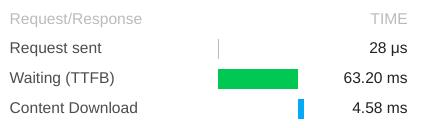 Request/Response TIME
Request sent 28 μs
Waiting (TTFB) 63.20 ms
Content Download 4.58 ms